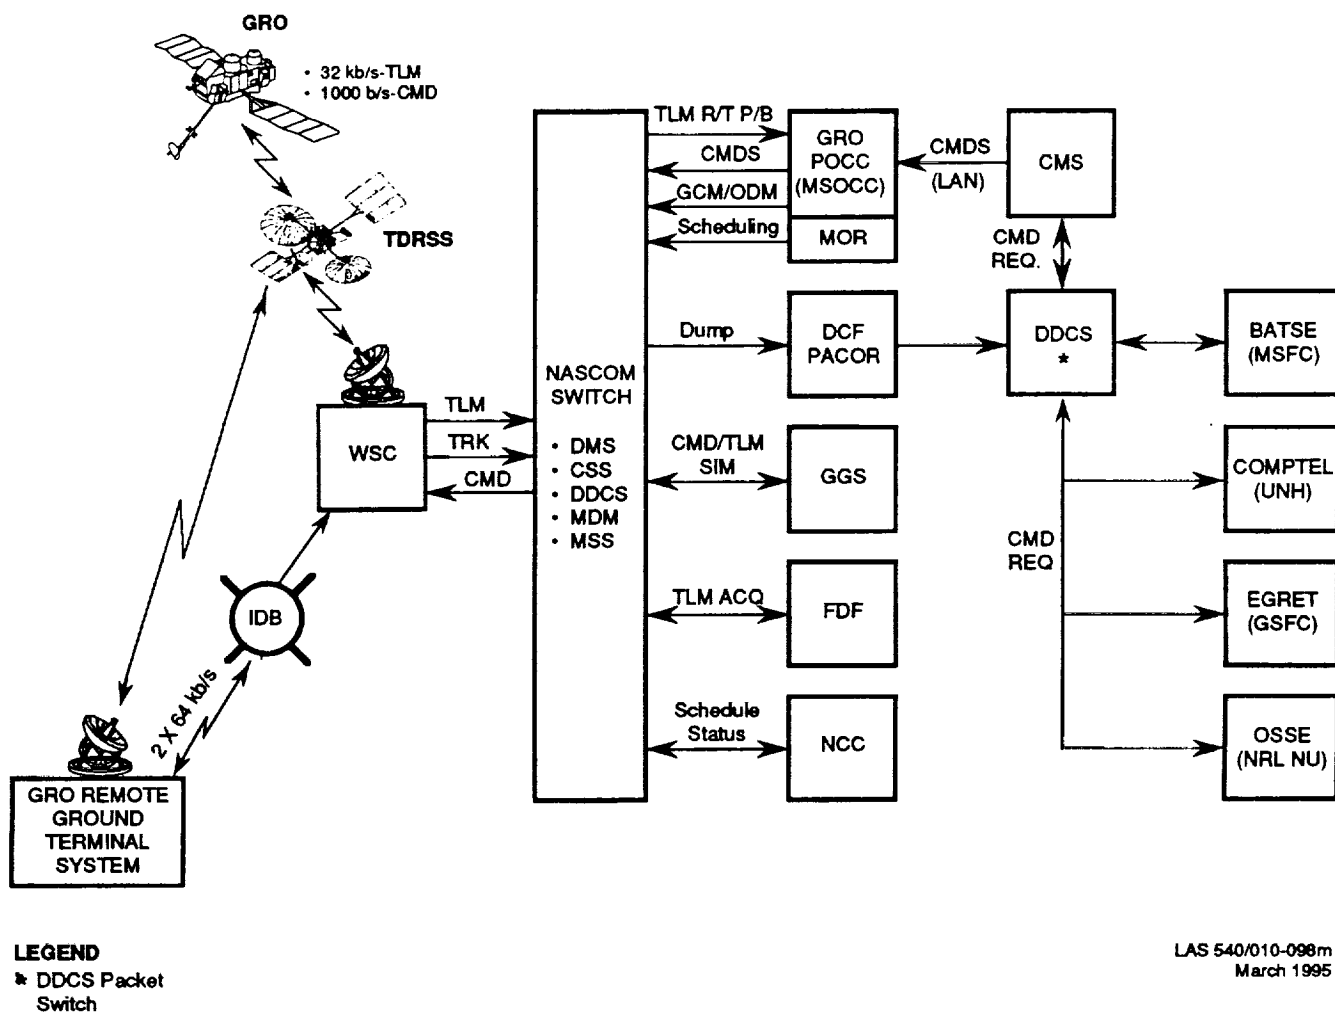 GRO
• 32 kb/s-TLM
• 1000 b/s-CMD
TDRSS
WSC
TLM
TRK
CMD
IDB
2 X 64 kb/s
GRO REMOTE
GROUND
TERMINAL
SYSTEM
NASCOM
SWITCH
• DMS
• CSS
• DDCS
• MDM
• MSS
TLM R/T P/B
CMDS
GCM/ODM
Scheduling
GRO
POCC
(MSOCC)
MOR
CMDS
(LAN)
CMS
CMD
REQ.
Dump
DCF
PACOR
DDCS
*
BATSE
(MSFC)
CMD/TLM
SIM
GGS
COMPTEL
(UNH)
CMD
REQ
TLM ACQ
FDF
EGRET
(GSFC)
Schedule
Status
NCC
OSSE
(NRL NU)
LEGEND
* DDCS Packet
Switch
LAS 540/010-098m
March 1995